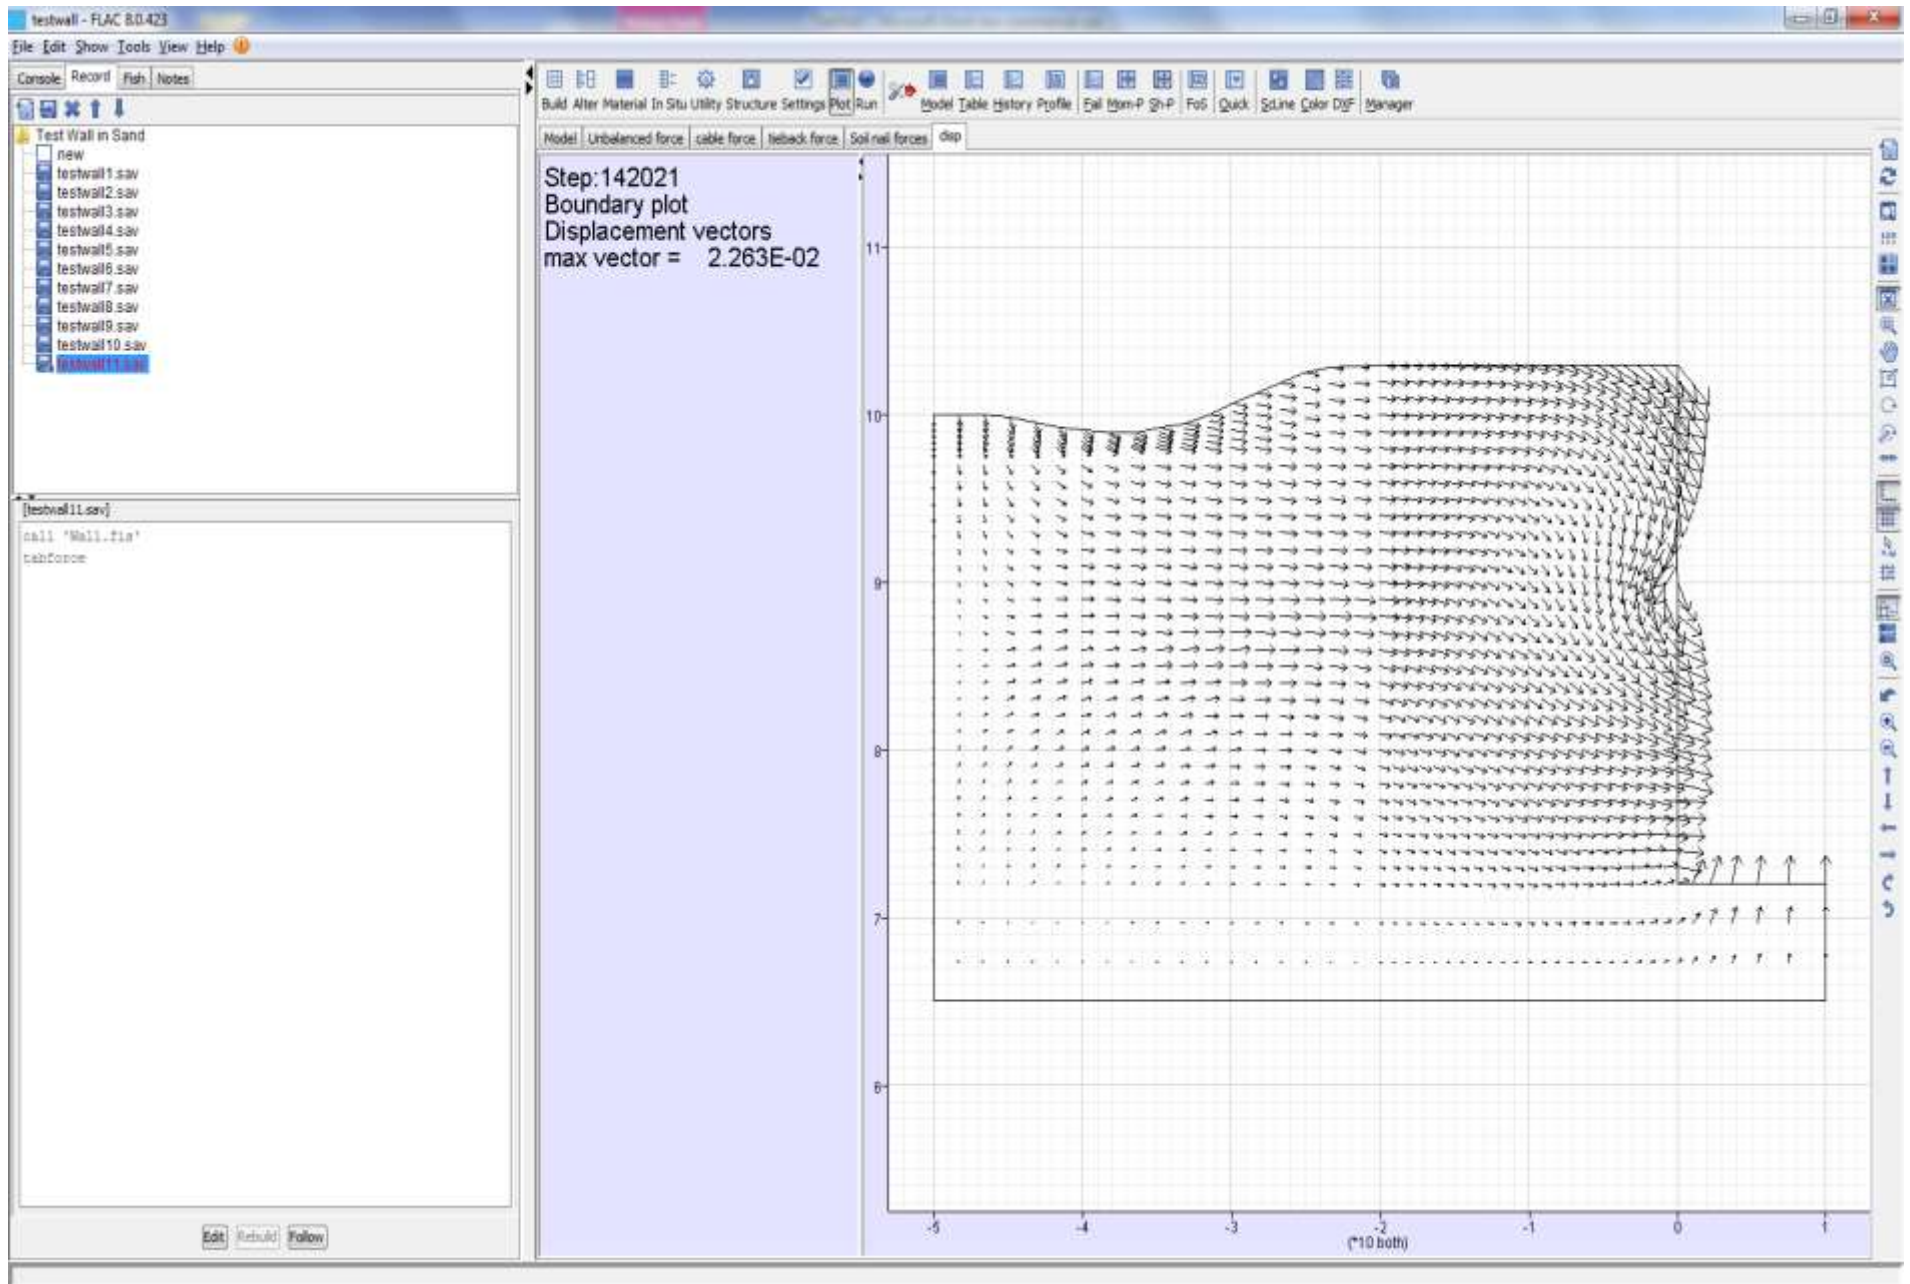 testwall - FLAC 8.0.423
File Edit Show Tools View Help
Console Record Fish Notes
Build Alter Material In Situ Utility Structure Settings Plot Run Model Table History Profile Fail Mom-P Sh-P FoS Quick ScLine Color DXF Manager
Model Unbalanced force cable force tieback force Soil nail forces disp
Test Wall in Sand
new
testwall1.sav
testwall2.sav
testwall3.sav
testwall4.sav
testwall5.sav
testwall6.sav
testwall7.sav
testwall8.sav
testwall9.sav
testwall10.sav
testwall11.sav
[testwall11.sav]
call 'Wall.fis'
tabforce
Edit Rebuild Follow
Step:142021
Boundary plot
Displacement vectors
max vector = 2.263E-02
11
10
9
8
7
6
-5 -4 -3 -2 -1 0 1
(*10 both)